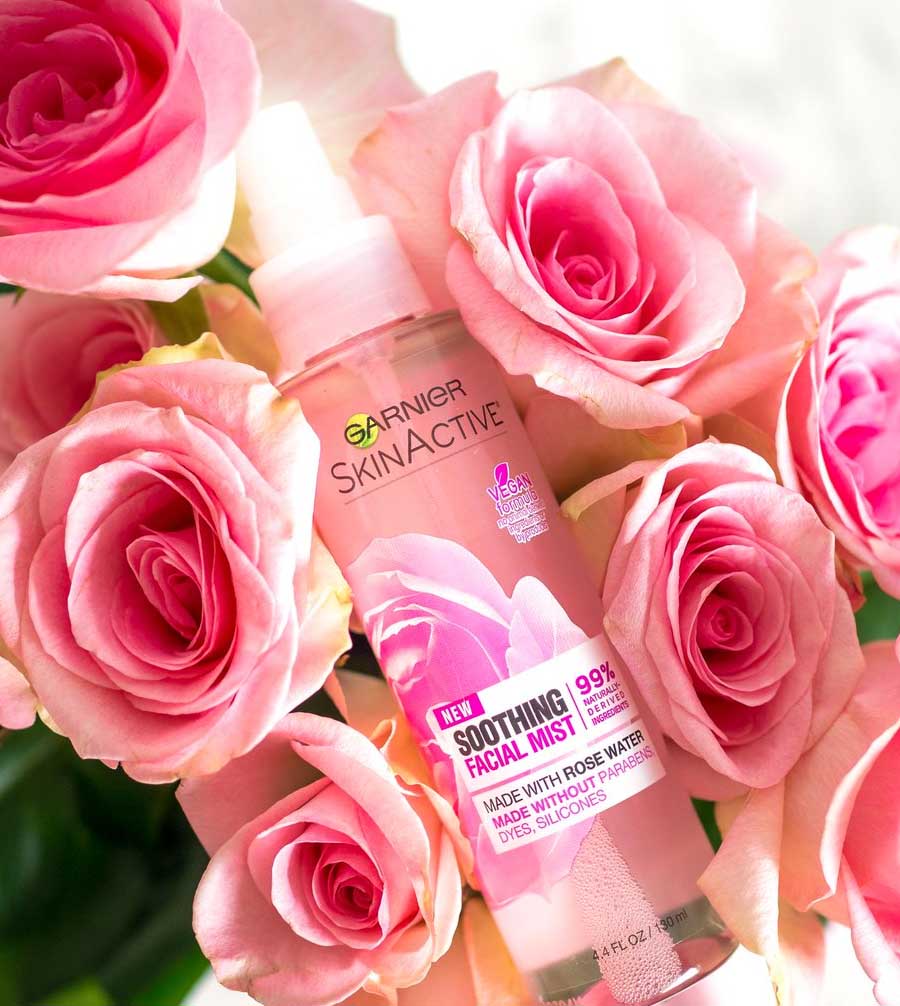 GARNIER
SKINACTIVE
VEGAN
formula
NEW
SOOTHING
FACIAL MIST
99%
NATURALLY-
DERIVED
INGREDIENTS
MADE WITH ROSE WATER
MADE WITHOUT PARABENS,
DYES, SILICONES
4.4 FL OZ / 130 ml